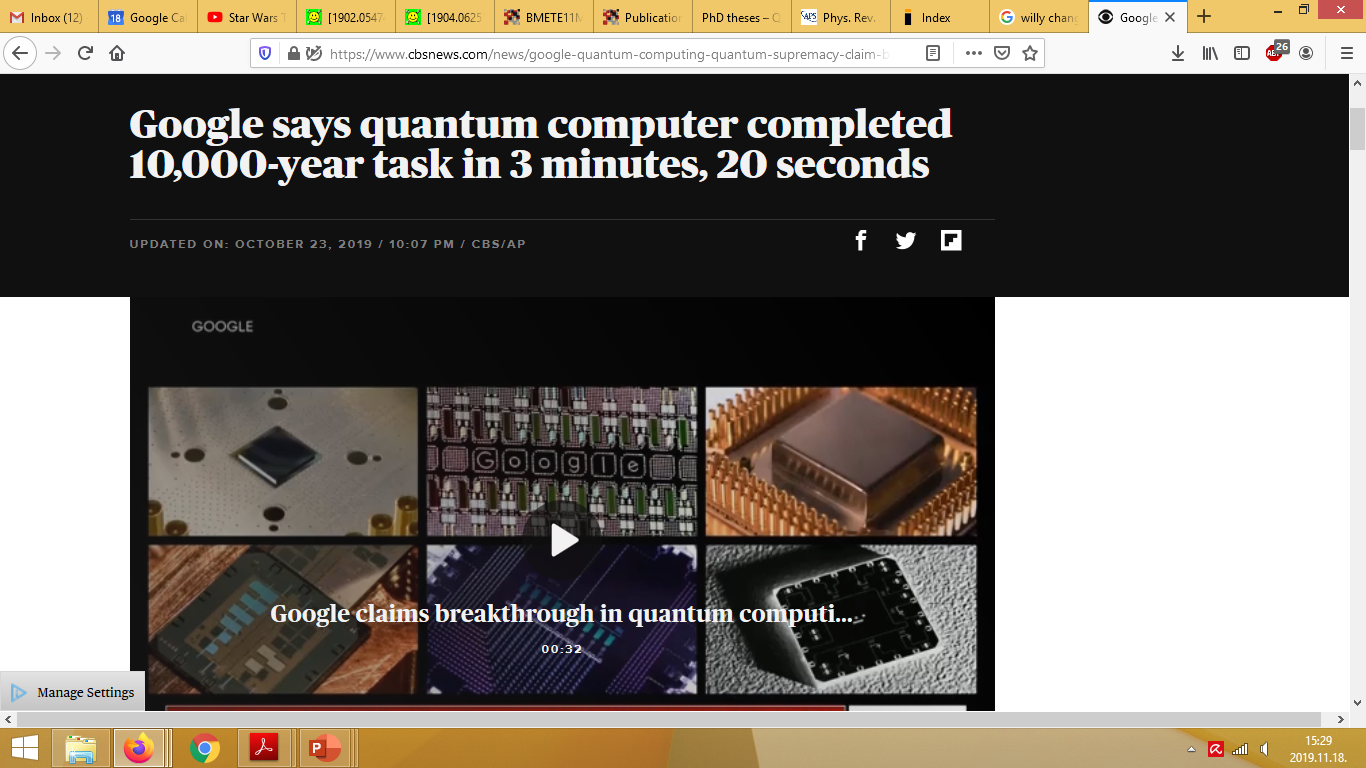 Inbox (12)
Google Cal
Star Wars T
[1902.0547
[1904.0625
BMETE11M
Publication
PhD theses – Q
Phys. Rev.
Index
willy chang
Google
https://www.cbsnews.com/news/google-quantum-computing-quantum-supremacy-claim-b
26
Google says quantum computer completed
10,000-year task in 3 minutes, 20 seconds
UPDATED ON: OCTOBER 23, 2019 / 10:07 PM / CBS/AP
GOOGLE
Google
Google claims breakthrough in quantum computi...
00:32
Manage Settings
15:29
2019.11.18.